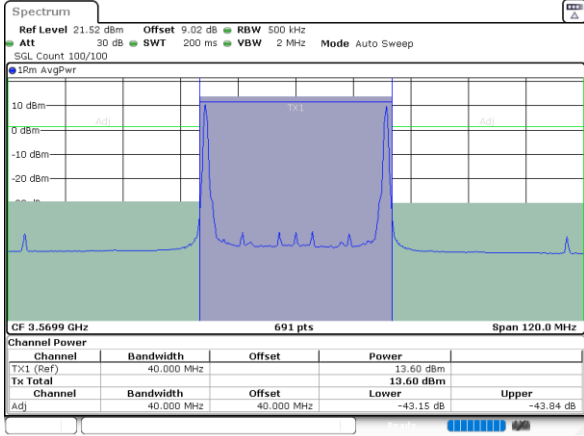 Spectrum
Ref Level 21.52 dBm Offset 9.02 dB RBW 500 kHz
Att 30 dB SWT 200 ms VBW 2 MHz Mode Auto Sweep
SGL Count 100/100
1Rm AvgPwr
10 dBm
TX1
Adj Adj
0 dBm
-10 dBm
-20 dBm
CF 3.5699 GHz 691 pts Span 120.0 MHz
Channel Power
Channel Bandwidth Offset Power
TX1 (Ref) 40.000 MHz 13.60 dBm
Tx Total 13.60 dBm
Channel Bandwidth Offset Lower Upper
Adj 40.000 MHz 40.000 MHz -43.15 dB -43.84 dB